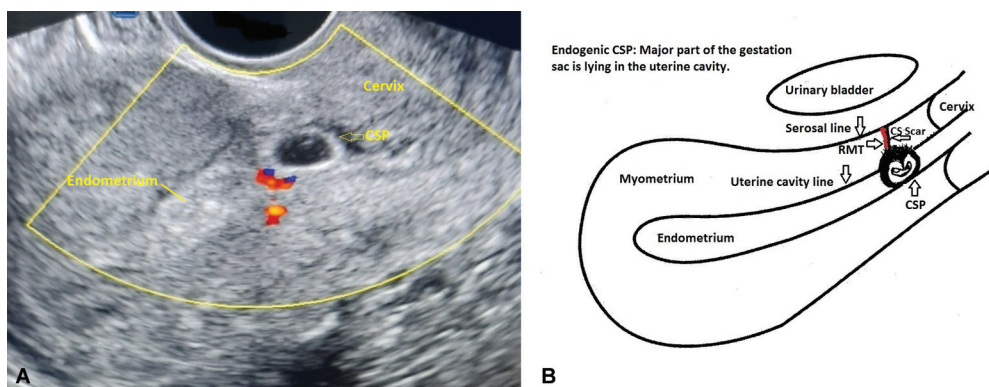 Cervix
CSP
Endometrium
A
Endogenic CSP: Major part of the gestation
sac is lying in the uterine cavity.
Urinary bladder
Cervix
Serosal line
CS Scar
RMT
Myometrium
Uterine cavity line
CSP
Endometrium
B